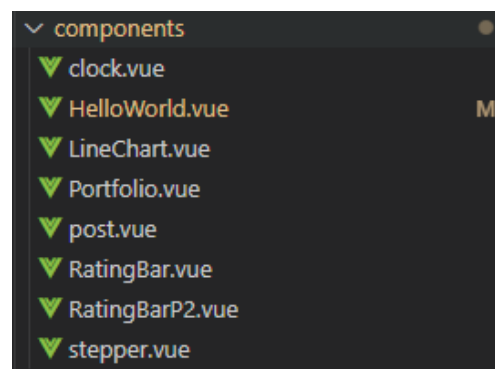 components
clock.vue
HelloWorld.vue M
LineChart.vue
Portfolio.vue
post.vue
RatingBar.vue
RatingBarP2.vue
stepper.vue